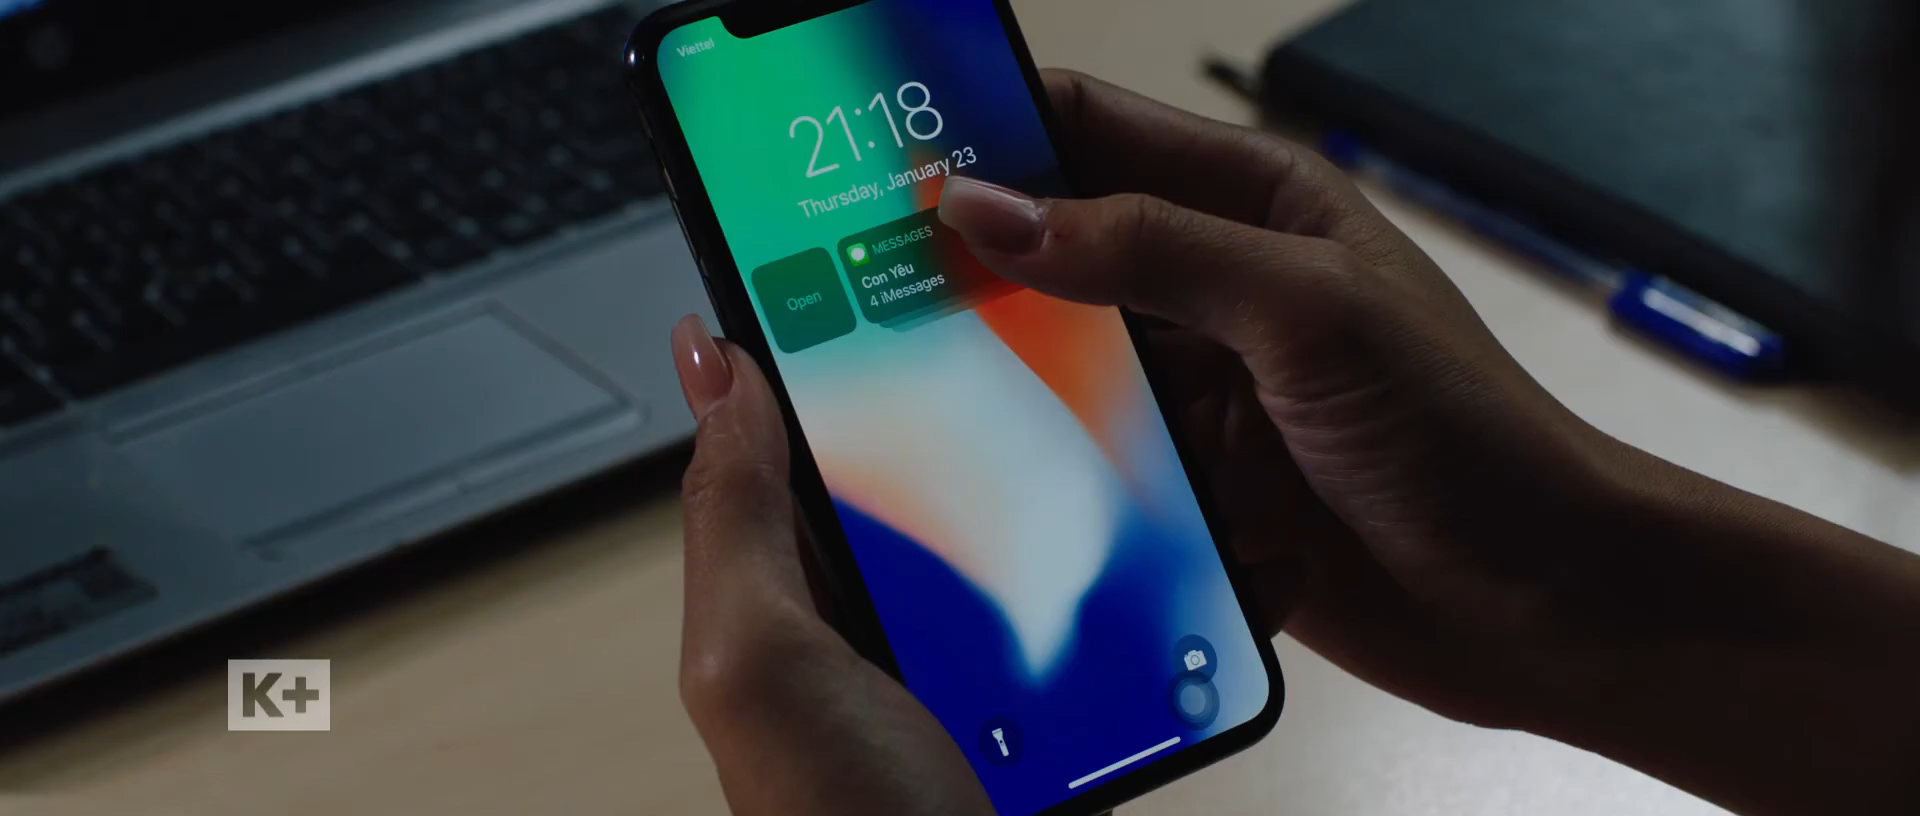 Viettel
21:18
Thursday, January 23
MESSAGES
Open
Con Yêu
4 iMessages
K+